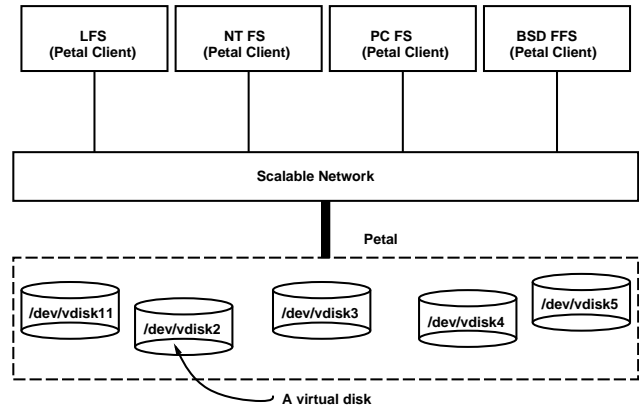 LFS
(Petal Client)
NT FS
(Petal Client)
PC FS
(Petal Client)
BSD FFS
(Petal Client)
Scalable Network
Petal
/dev/vdisk11
/dev/vdisk2
/dev/vdisk3
/dev/vdisk4
/dev/vdisk5
A virtual disk